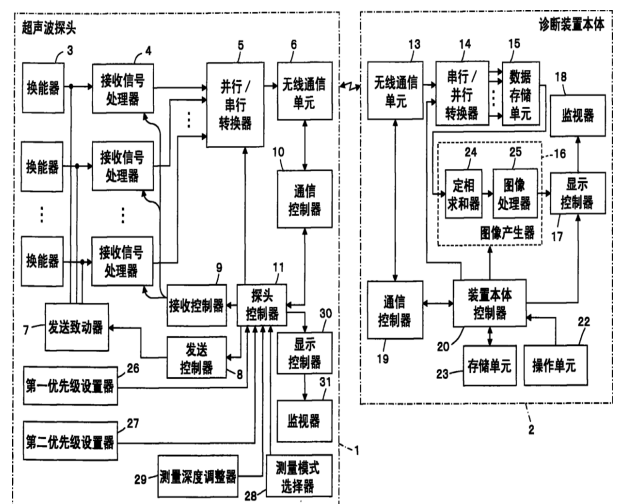 超声波探头
诊断装置本体
3
4
5
6
13
14
15
换能器
接收信号
处理器
并行/
串行
转换器
无线通信
单元
无线通信
单元
串行/
并行
转换器
数据
存储
单元
18
监视器
换能器
接收信号
处理器
10
通信
控制器
24
25
16
定相
求和器
图像
处理器
图像产生器
显示
控制器
17
换能器
接收信号
处理器
9
11
接收控制器
探头
控制器
30
通信
控制器
19
装置本体
控制器
20
22
7
发送致动器
发送
控制器
8
显示
控制器
23
存储单元
操作单元
26
第一优先级设置器
31
监视器
2
27
第二优先级设置器
1
29
测量深度调整器
28
测量模式
选择器